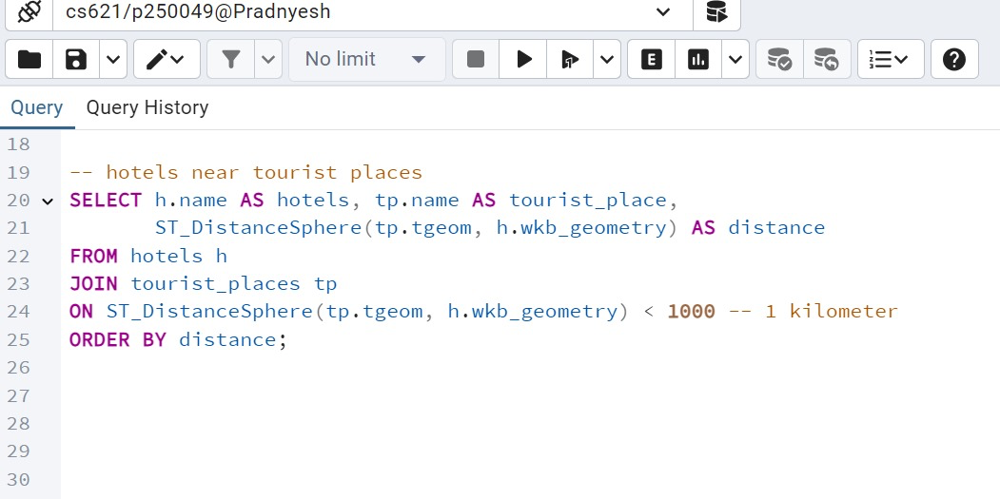 cs621/p250049@Pradnyesh
No limit
E
Query Query History
18
19 -- hotels near tourist places
20 SELECT h.name AS hotels, tp.name AS tourist_place,
21 ST_DistanceSphere(tp.tgeom, h.wkb_geometry) AS distance
22 FROM hotels h
23 JOIN tourist_places tp
24 ON ST_DistanceSphere(tp.tgeom, h.wkb_geometry) < 1000 -- 1 kilometer
25 ORDER BY distance;
26
27
28
29
30